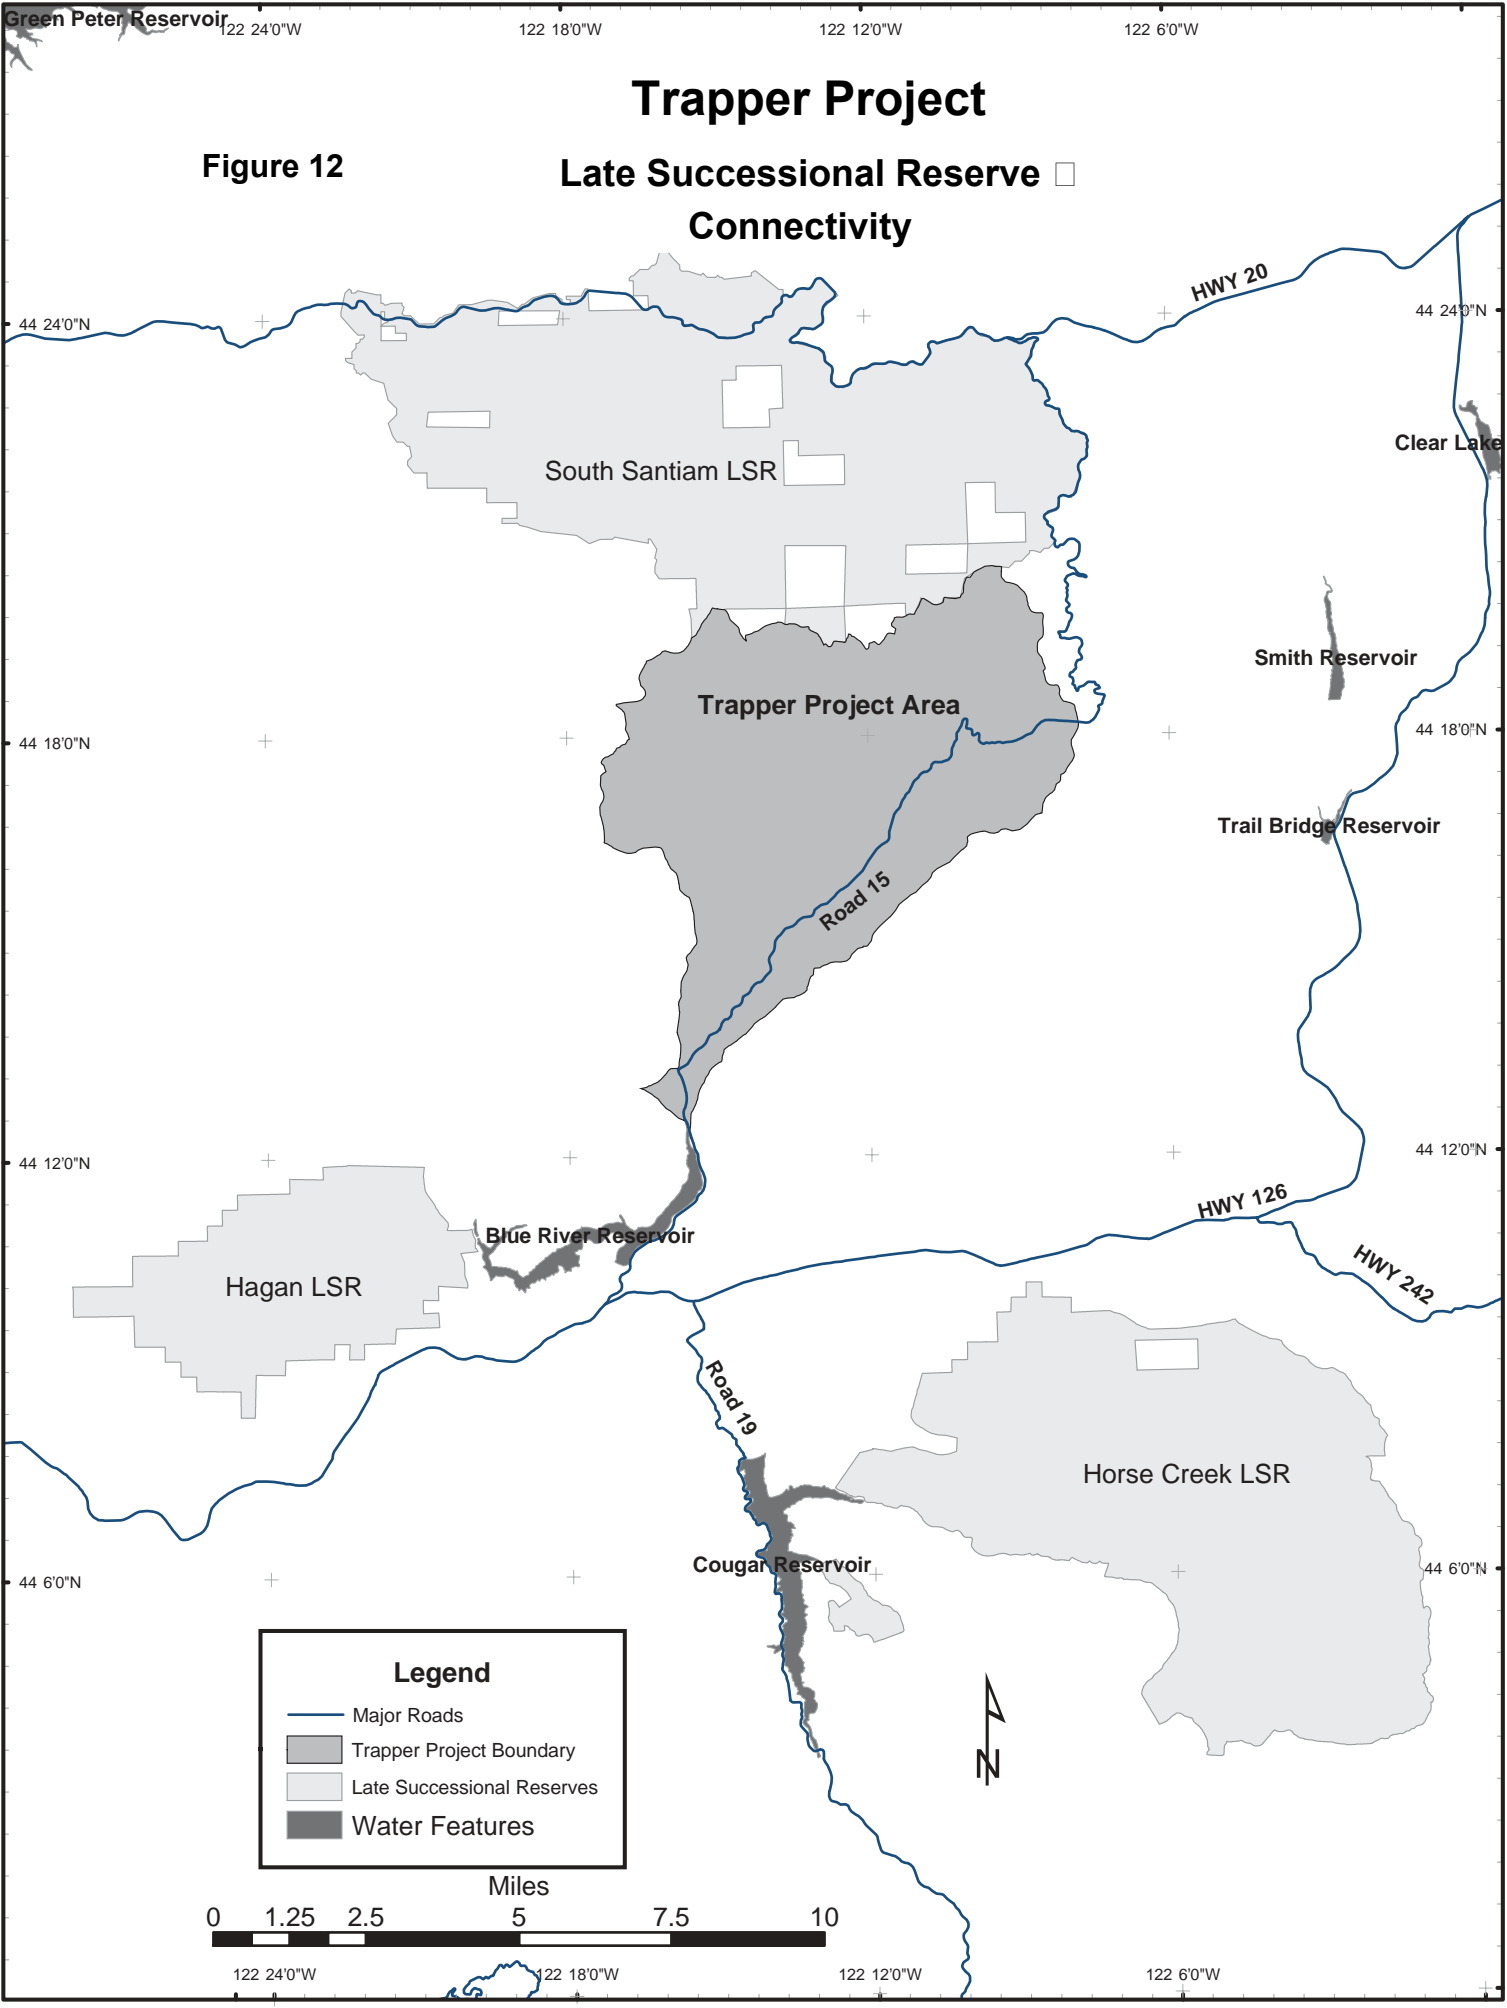 Green Peter Reservoir
122 24'0"W
122 18'0"W
122 12'0"W
122 6'0"W
Trapper Project
Figure 12
Late Successional Reserve □
Connectivity
HWY 20
44 24'0"N
44 24'0"N
Clear Lake
South Santiam LSR
Smith Reservoir
Trapper Project Area
44 18'0"N
44 18'0"N
Trail Bridge Reservoir
Road 15
44 12'0"N
44 12'0"N
HWY 126
Blue River Reservoir
HWY 242
Hagan LSR
Road 19
Horse Creek LSR
Cougar Reservoir
44 6'0"N
44 6'0"N
Legend
Major Roads
Trapper Project Boundary
Late Successional Reserves
Water Features
N
Miles
0 1.25 2.5 5 7.5 10
122 24'0"W
122 18'0"W
122 12'0"W
122 6'0"W